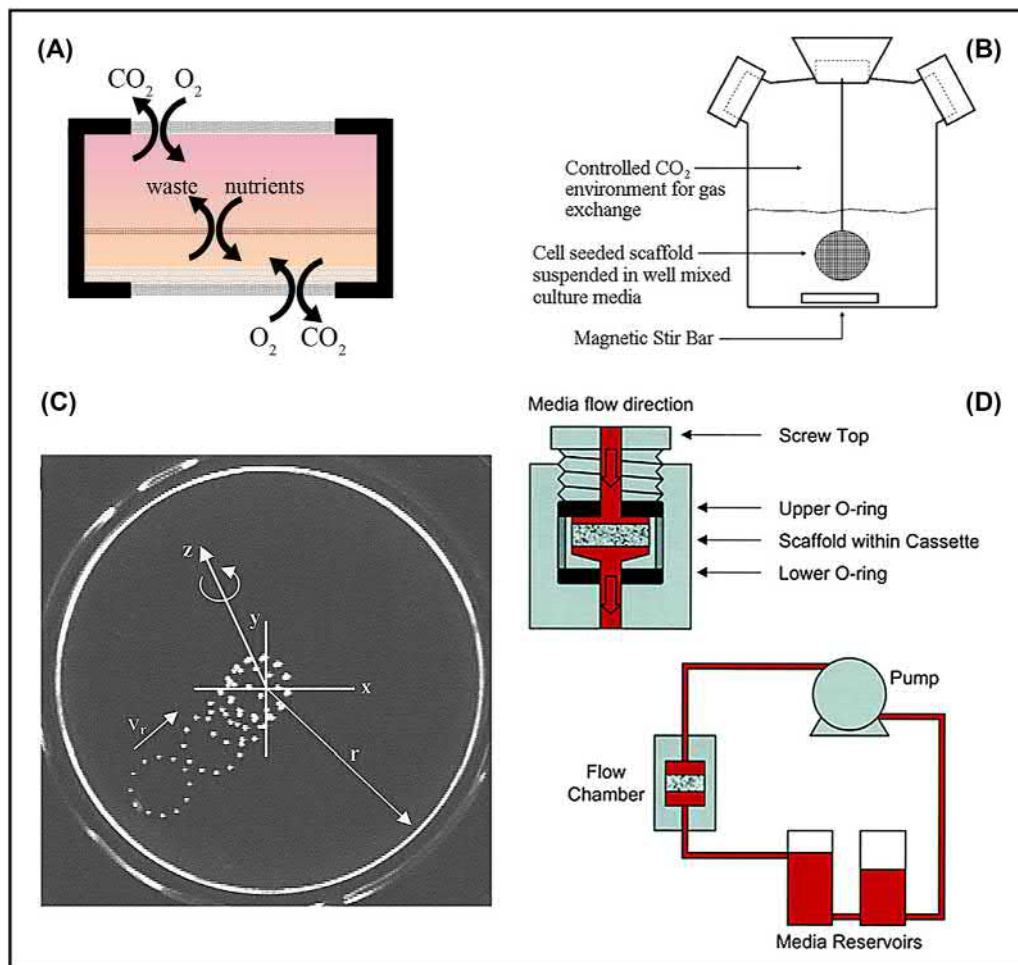 (A)
CO₂ O₂
waste nutrients
O₂ CO₂
(B)
Controlled CO₂
environment for gas
exchange
Cell seeded scaffold
suspended in well mixed
culture media
Magnetic Stir Bar
(C)
z
y
x
Vr
r
(D)
Media flow direction
Screw Top
Upper O-ring
Scaffold within Cassette
Lower O-ring
Pump
Flow
Chamber
Media Reservoirs